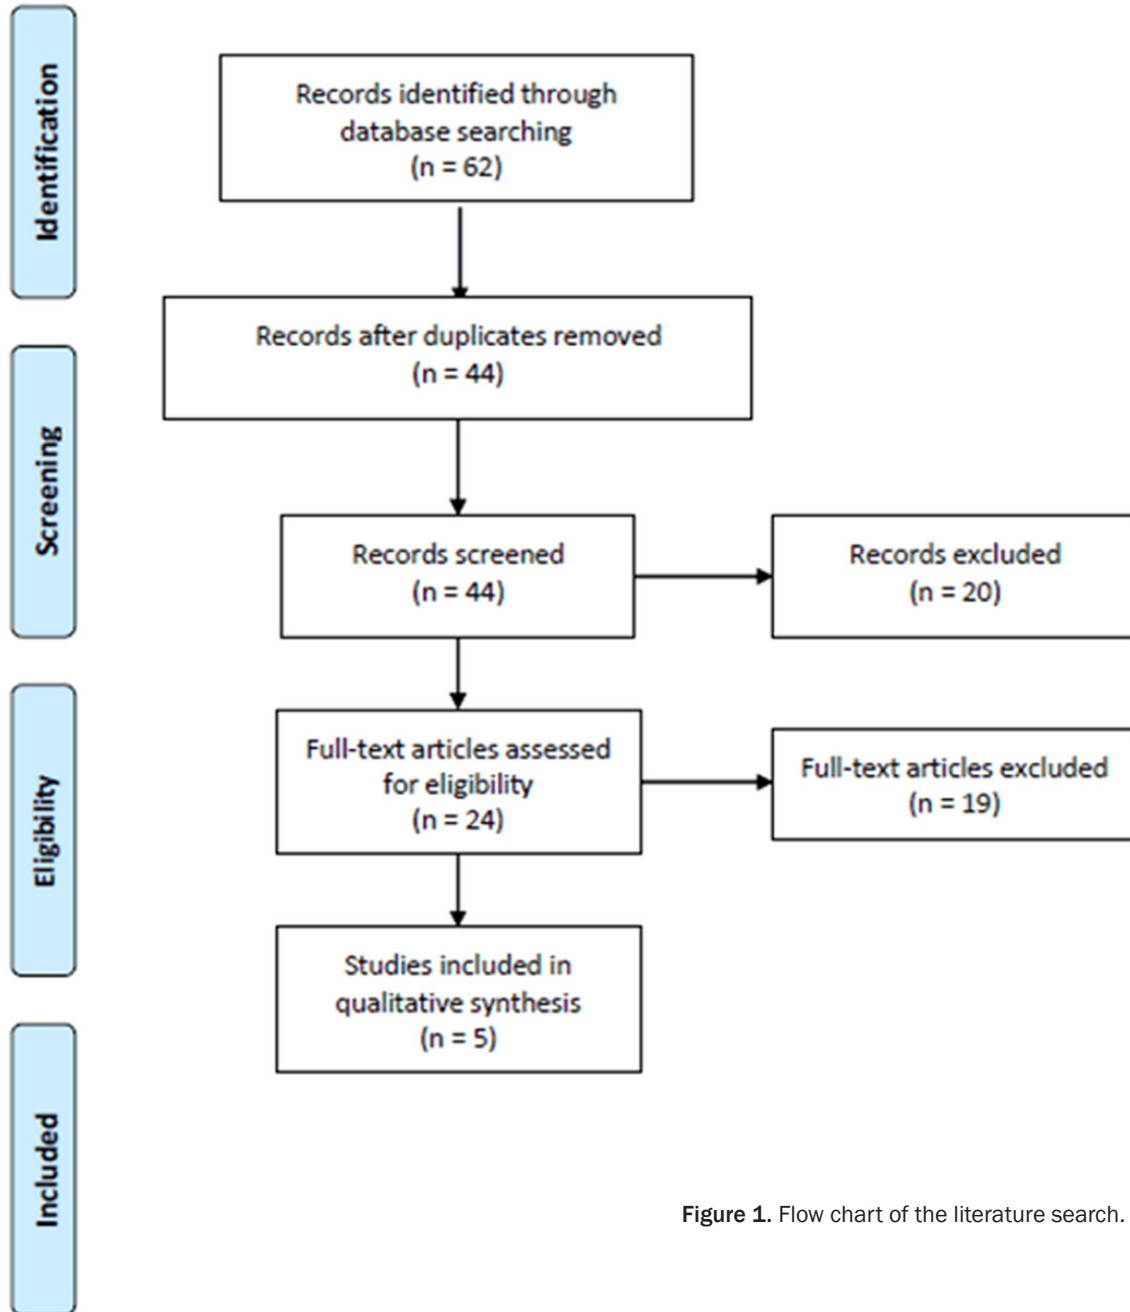 Identification
Records identified through
database searching
(n = 62)
Records after duplicates removed
(n = 44)
Screening
Records screened
(n = 44)
Records excluded
(n = 20)
Eligibility
Full-text articles assessed
for eligibility
(n = 24)
Full-text articles excluded
(n = 19)
Studies included in
qualitative synthesis
(n = 5)
Included
Figure 1. Flow chart of the literature search.